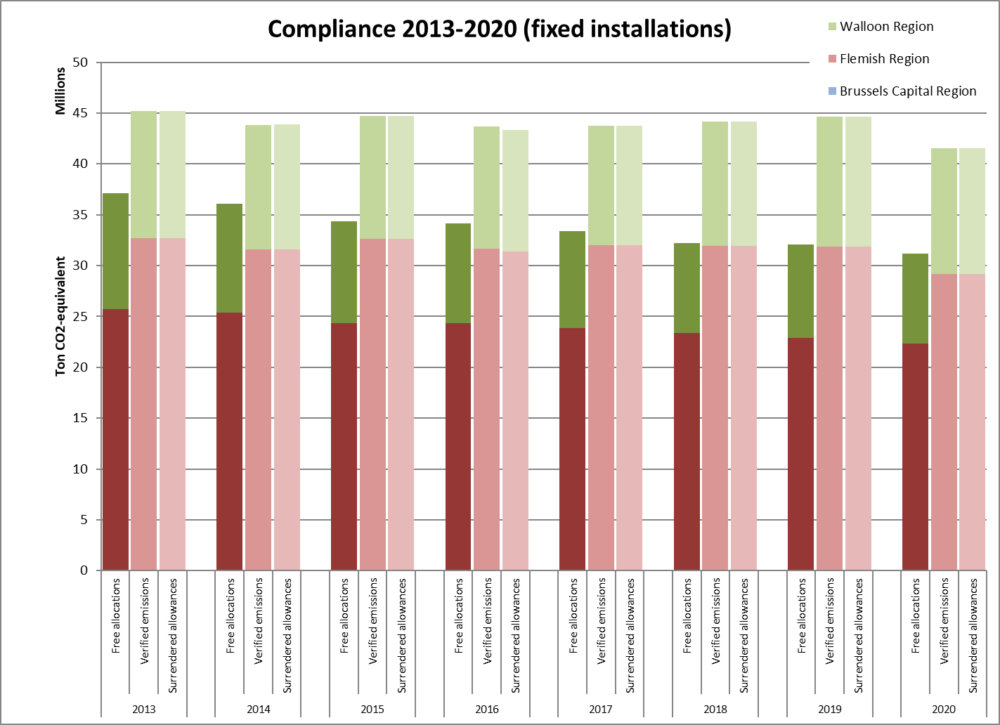 Compliance 2013-2020 (fixed installations)
Walloon Region
Flemish Region
Brussels Capital Region
Millions
Ton CO2-equivalent
50
45
40
35
30
25
20
15
10
5
0
Free allocations
Verified emissions
Surrendered allowances
Free allocations
Verified emissions
Surrendered allowances
Free allocations
Verified emissions
Surrendered allowances
Free allocations
Verified emissions
Surrendered allowances
Free allocations
Verified emissions
Surrendered allowances
Free allocations
Verified emissions
Surrendered allowances
Free allocations
Verified emissions
Surrendered allowances
Free allocations
Verified emissions
Surrendered allowances
2013
2014
2015
2016
2017
2018
2019
2020